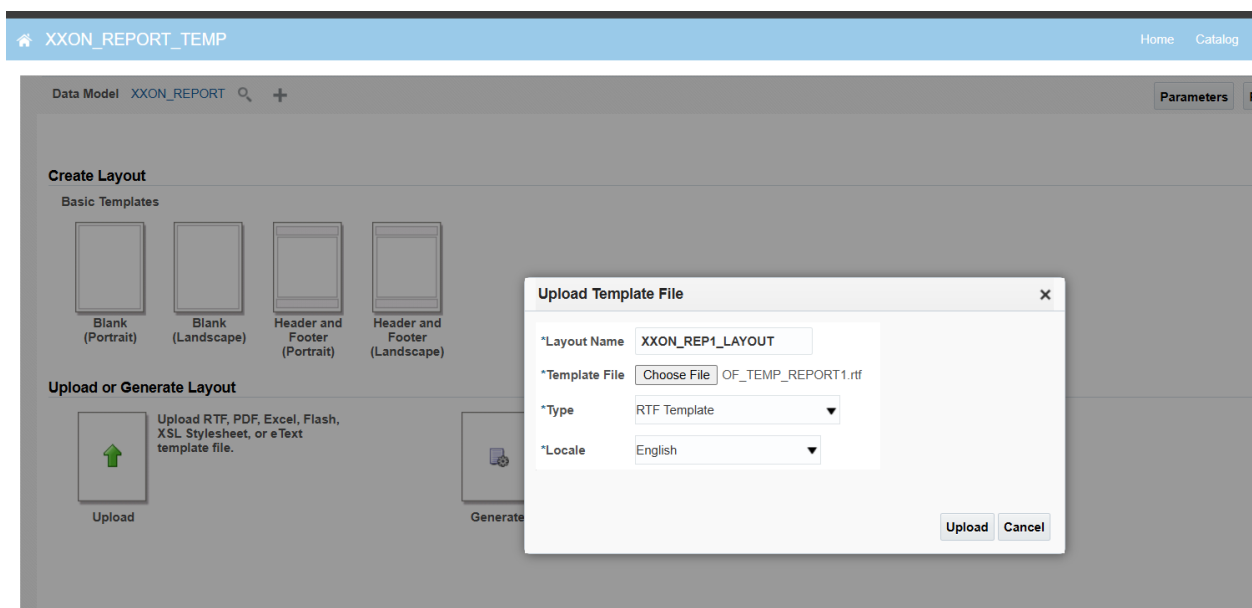 XXON_REPORT_TEMP
Home Catalog
Data Model XXON_REPORT
Parameters
Create Layout
Basic Templates
Blank
(Portrait)
Blank
(Landscape)
Header and
Footer
(Portrait)
Header and
Footer
(Landscape)
Upload or Generate Layout
Upload RTF, PDF, Excel, Flash,
XSL Stylesheet, or eText
template file.
Upload
Generate
Upload Template File
*Layout Name XXON_REP1_LAYOUT
*Template File Choose File OF_TEMP_REPORT1.rtf
*Type RTF Template
*Locale English
Upload Cancel